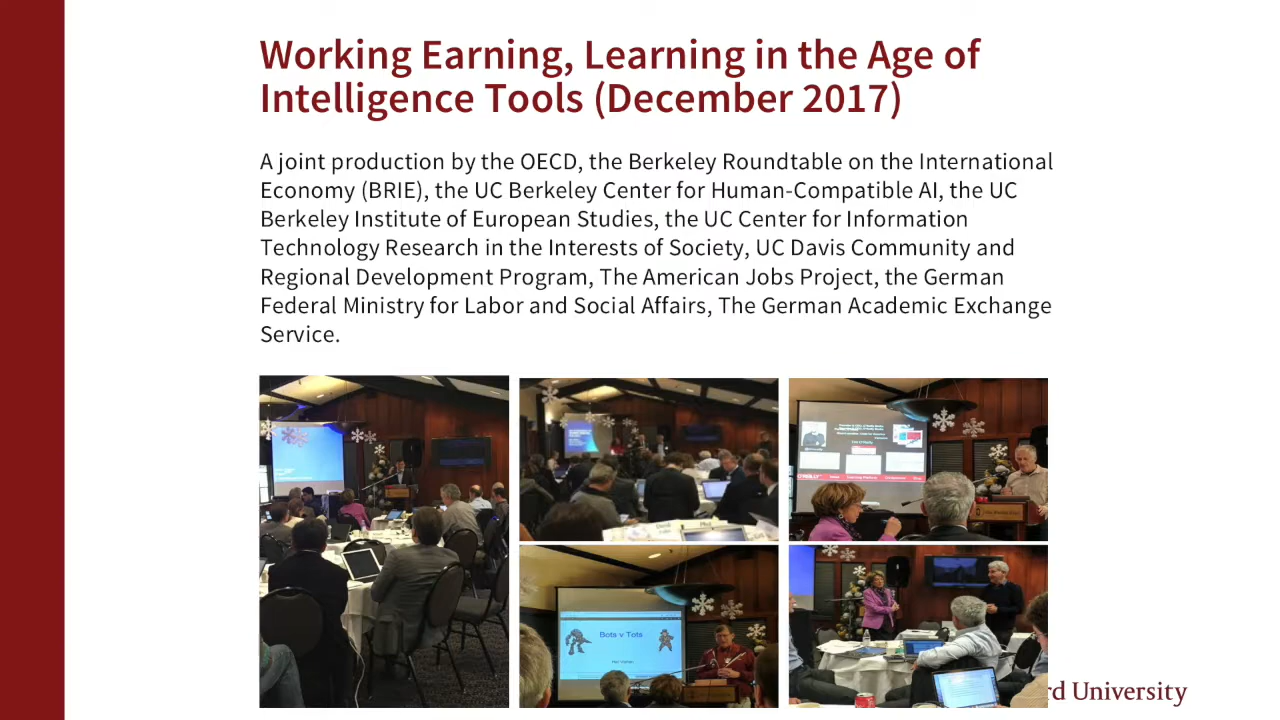 Working Earning, Learning in the Age of
Intelligence Tools (December 2017)
A joint production by the OECD, the Berkeley Roundtable on the International
Economy (BRIE), the UC Berkeley Center for Human-Compatible AI, the UC
Berkeley Institute of European Studies, the UC Center for Information
Technology Research in the Interests of Society, UC Davis Community and
Regional Development Program, The American Jobs Project, the German
Federal Ministry for Labor and Social Affairs, The German Academic Exchange
Service.
Bots v Tots
rd University